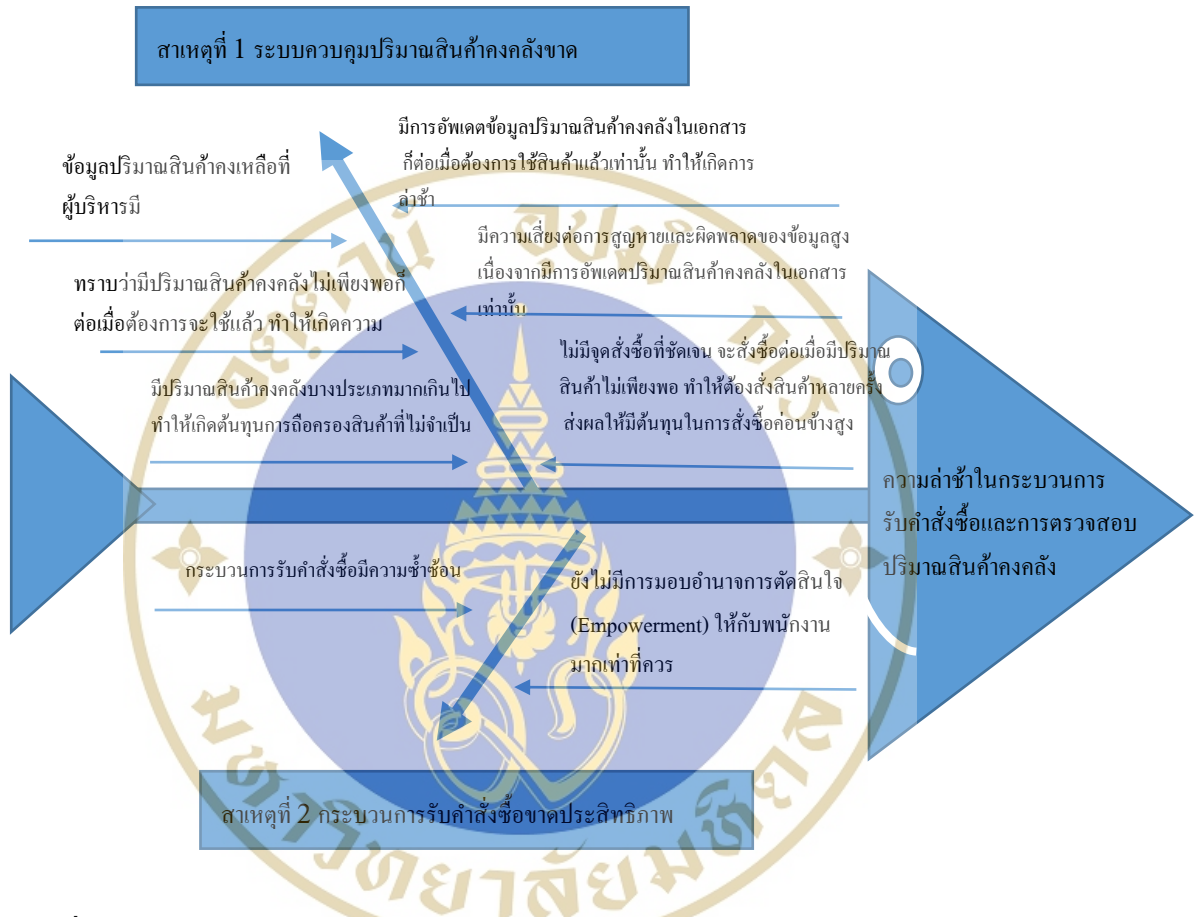 สาเหตุที่ 1 ระบบควบคุมปริมาณสินค้าคงคลังขาด
ข้อมูลปริมาณสินค้าคงเหลือที่
ผู้บริหารมี
ทราบว่ามีปริมาณสินค้าคงคลังไม่เพียงพอก็
ต่อเมื่อต้องการจะใช้แล้ว ทำให้เกิดความ
มีปริมาณสินค้าคงคลังบางประเภทมากเกินไป
ทำให้เกิดต้นทุนการถือครองสินค้าที่ไม่จำเป็น
มีการอัพเดตข้อมูลปริมาณสินค้าคงคลังในเอกสาร
ก็ต่อเมื่อต้องการใช้สินค้าแล้วเท่านั้น ทำให้เกิดการ
ล่าช้า
มีความเสี่ยงต่อการสูญหายและผิดพลาดของข้อมูลสูง
เนื่องจากมีการอัพเดตปริมาณสินค้าคงคลังในเอกสาร
เท่านั้น
ไม่มีจุดสั่งซื้อที่ชัดเจน จะสั่งซื้อต่อเมื่อมีปริมาณ
สินค้าไม่เพียงพอ ทำให้ต้องสั่งสินค้าหลายครั้ง
ส่งผลให้มีต้นทุนในการสั่งซื้อค่อนข้างสูง
ความล่าช้าในกระบวนการ
รับคำสั่งซื้อและการตรวจสอบ
ปริมาณสินค้าคงคลัง
กระบวนการรับคำสั่งซื้อมีความซ้ำซ้อน
ยังไม่มีการมอบอำนาจการตัดสินใจ
(Empowerment) ให้กับพนักงาน
มากเท่าที่ควร
สาเหตุที่ 2 กระบวนการรับคำสั่งซื้อขาดประสิทธิภาพ
มหาวิทยาลัยมหิดล